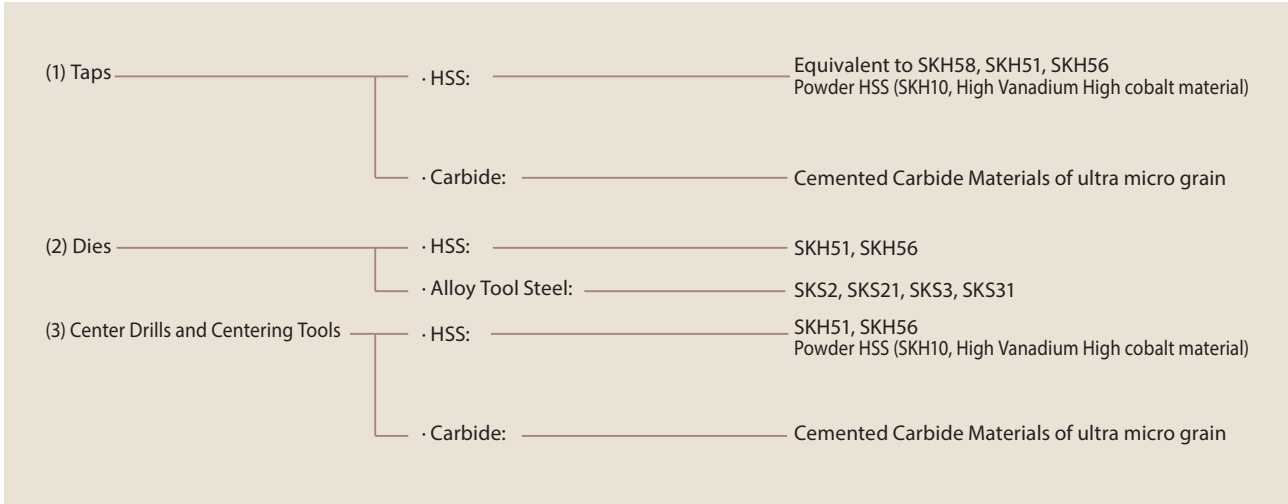 (1) Taps
· HSS:
Equivalent to SKH58, SKH51, SKH56
Powder HSS (SKH10, High Vanadium High cobalt material)
· Carbide:
Cemented Carbide Materials of ultra micro grain
(2) Dies
· HSS:
SKH51, SKH56
· Alloy Tool Steel:
SKS2, SKS21, SKS3, SKS31
(3) Center Drills and Centering Tools
· HSS:
SKH51, SKH56
Powder HSS (SKH10, High Vanadium High cobalt material)
· Carbide:
Cemented Carbide Materials of ultra micro grain